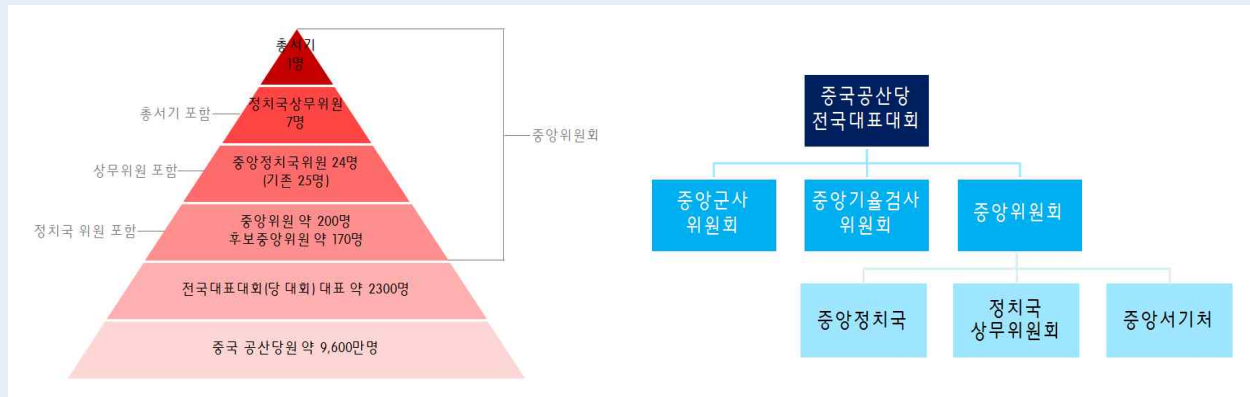 총서기
1명
총서기 포함
정치국상무위원
7명
중앙위원회
상무위원 포함
중앙정치국위원 24명
(기존 25명)
정치국 위원 포함
중앙위원 약 200명
후보중앙위원 약 170명
전국대표대회(당 대회) 대표 약 2300명
중국 공산당원 약 9,600만명
중국공산당
전국대표대회
중앙군사
위원회
중앙기율검사
위원회
중앙위원회
중앙정치국
정치국
상무위원회
중앙서기처